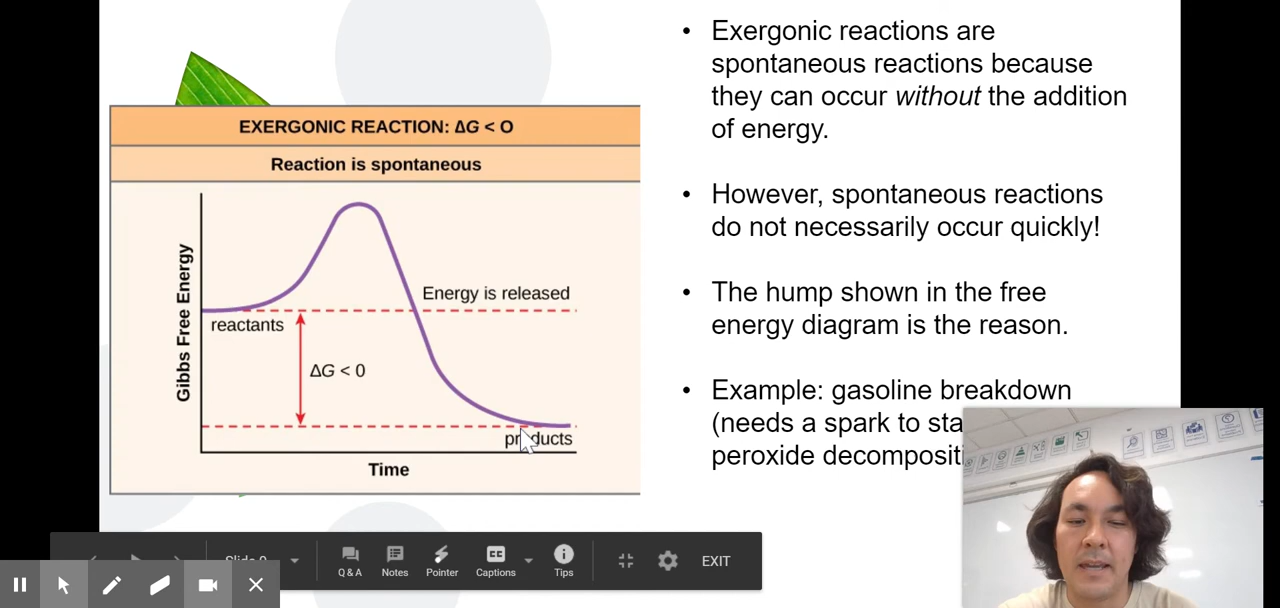 EXERGONIC REACTION: ΔG < O
Reaction is spontaneous
Gibbs Free Energy
Energy is released
reactants
ΔG < 0
products
Time
• Exergonic reactions are
spontaneous reactions because
they can occur without the addition
of energy.
• However, spontaneous reactions
do not necessarily occur quickly!
• The hump shown in the free
energy diagram is the reason.
• Example: gasoline breakdown
(needs a spark to
peroxide
Q & A
Notes
Pointer
Captions
Tips
EXIT